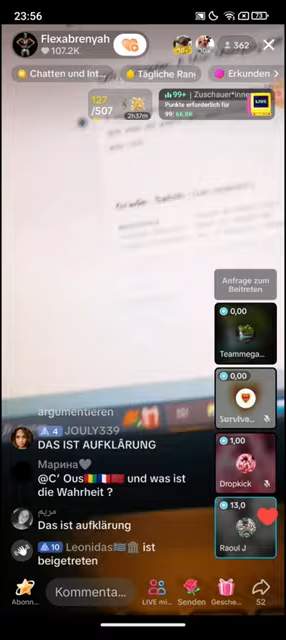 23:56
73
Flexabrenyah
107.2K
362
Chatten und Int...
Tägliche Ran
Erkunden
127
/507
2h37m
99+ | Zuschauer*inne
Punkte erforderlich für
99: 66,8K
LIVE
Anfrage zum
Beitreten
0,00
Teammega...
0,00
Survive...
1,00
Dropkick
13,0
Raoul J
argumentieren
4 JOULY339
DAS IST AUFKLÄRUNG
Марина🩶
@C’ Ous🇬🇳🇫🇷🇲🇦 und was ist
die Wahrheit ?
مريم
Das ist aufklärung
10 Leonidas🇬🇷🏛️ ist
beigetreten
Abonn...
Kommenta...
LIVE mi...
Senden
Gesche...
52